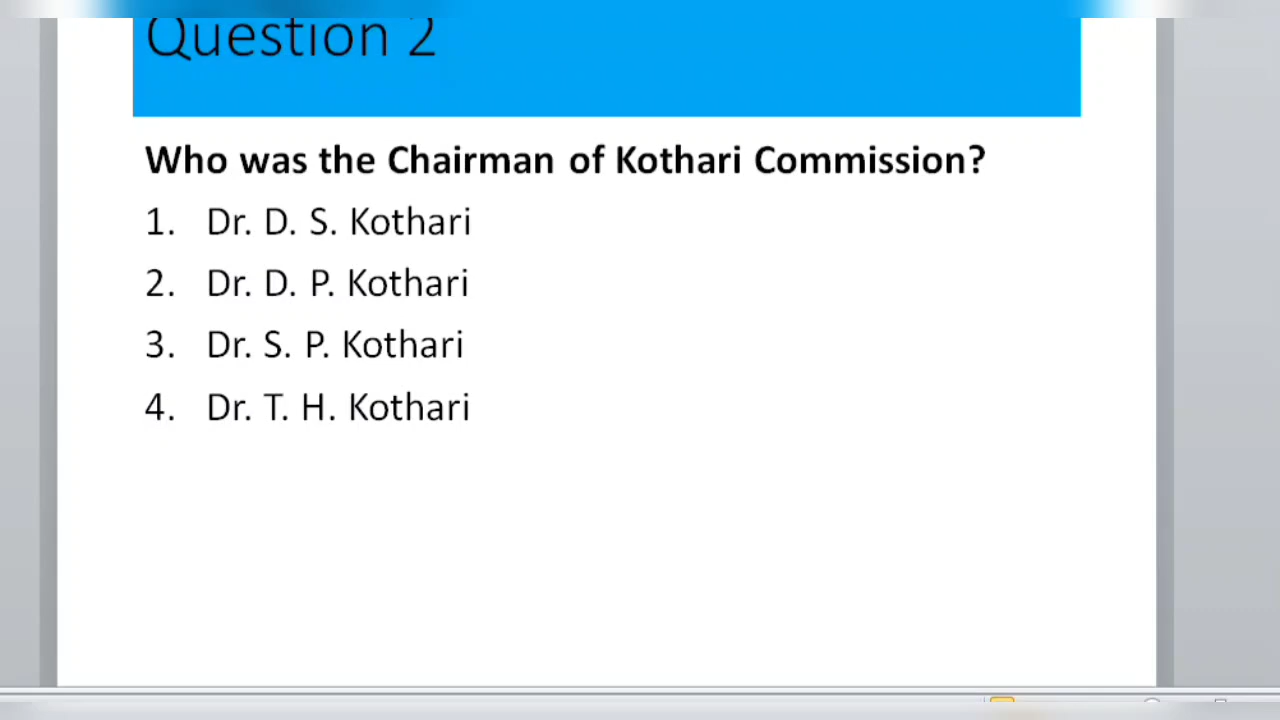 Question 2
Who was the Chairman of Kothari Commission?
1. Dr. D. S. Kothari
2. Dr. D. P. Kothari
3. Dr. S. P. Kothari
4. Dr. T. H. Kothari